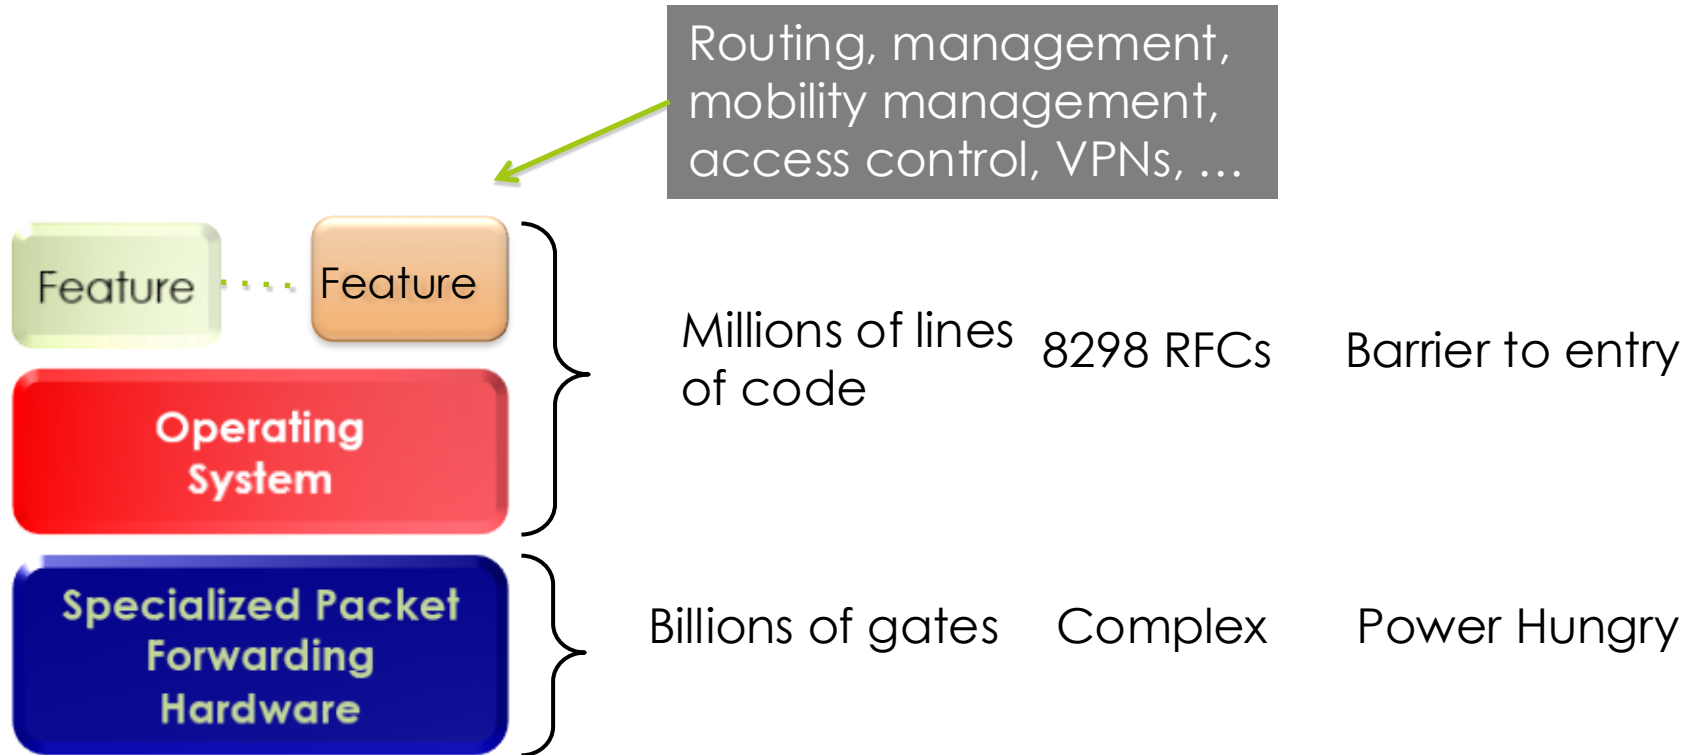 Routing, management,
mobility management,
access control, VPNs, …
Feature
Feature
Millions of lines
of code
8298 RFCs
Barrier to entry
Operating
System
Specialized Packet
Forwarding
Hardware
Billions of gates
Complex
Power Hungry